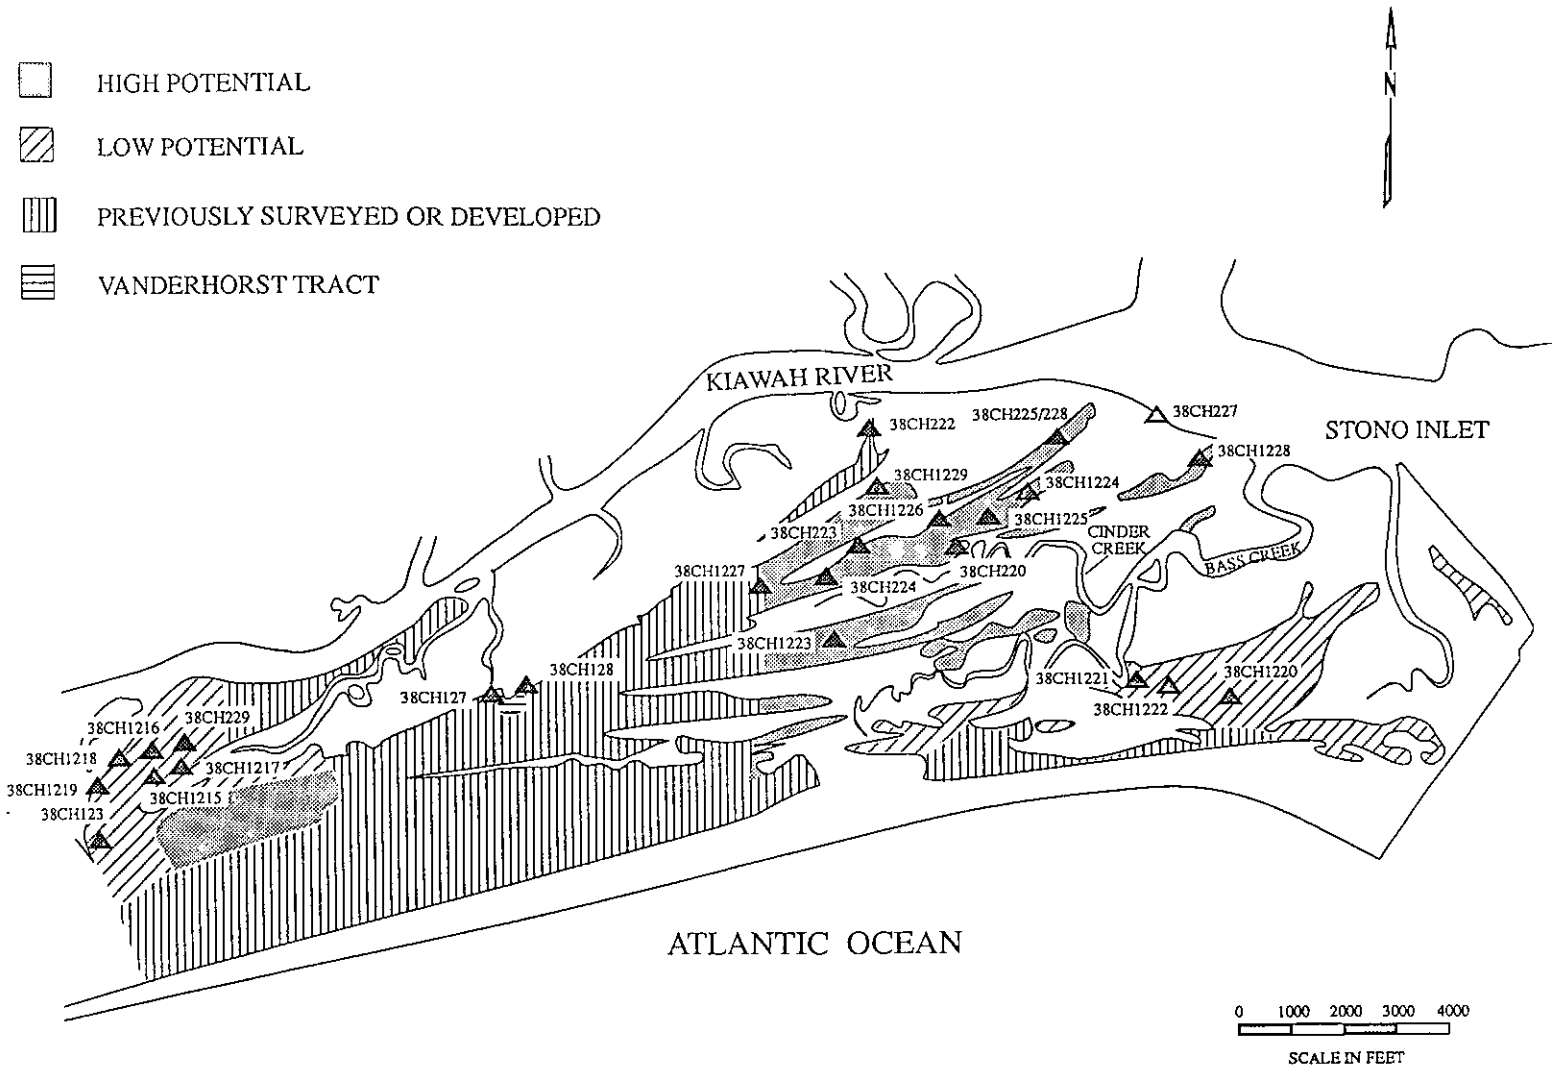 HIGH POTENTIAL
LOW POTENTIAL
PREVIOUSLY SURVEYED OR DEVELOPED
VANDERHORST TRACT
N
KIAWAH RIVER
38CH222
38CH225/228
38CH227
STONO INLET
38CH1228
38CH1229
38CH1224
38CH1226
38CH1225
38CH223
CINDER
CREEK
BASS CREEK
38CH1227
38CH220
38CH224
38CH1223
38CH128
38CH127
38CH1221
38CH1220
38CH1222
38CH229
38CH1216
38CH1218
38CH1217
38CH1219
38CH1215
38CH123
ATLANTIC OCEAN
0 1000 2000 3000 4000
SCALE IN FEET